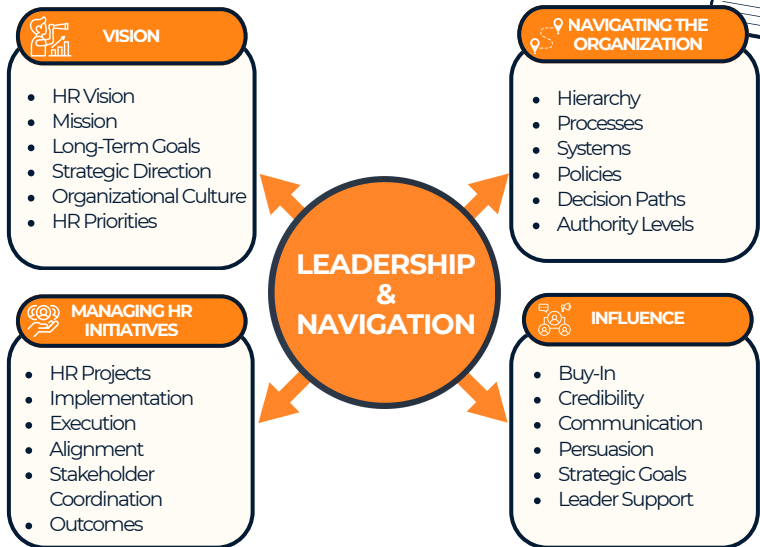 VISION
• HR Vision
• Mission
• Long-Term Goals
• Strategic Direction
• Organizational Culture
• HR Priorities
NAVIGATING THE
ORGANIZATION
• Hierarchy
• Processes
• Systems
• Policies
• Decision Paths
• Authority Levels
LEADERSHIP
&
NAVIGATION
MANAGING HR
INITIATIVES
• HR Projects
• Implementation
• Execution
• Alignment
• Stakeholder
Coordination
• Outcomes
INFLUENCE
• Buy-In
• Credibility
• Communication
• Persuasion
• Strategic Goals
• Leader Support